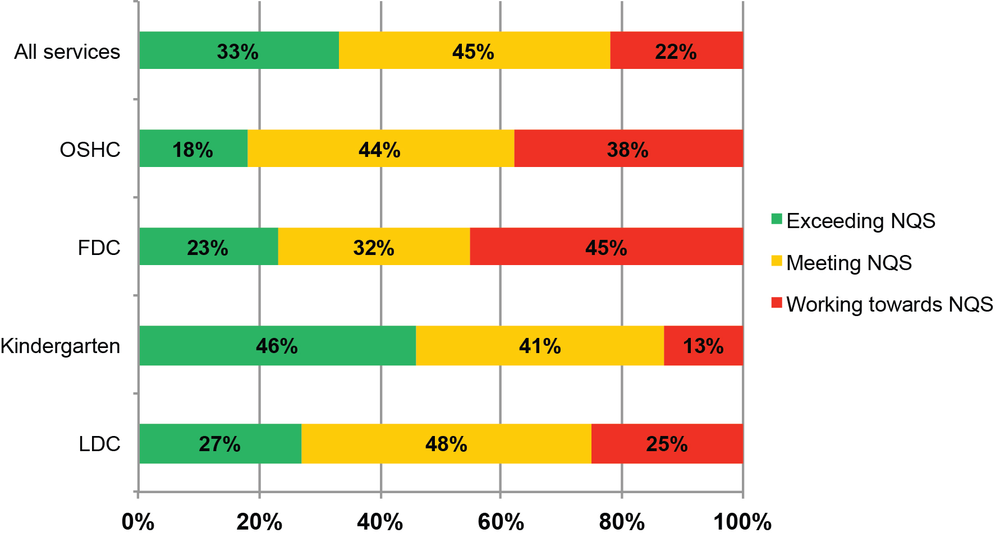 All services
33%
45%
22%
OSHC
18%
44%
38%
FDC
23%
32%
45%
Kindergarten
46%
41%
13%
LDC
27%
48%
25%
0%
20%
40%
60%
80%
100%
Exceeding NQS
Meeting NQS
Working towards NQS